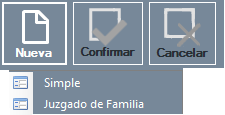 Nueva Confirmar Cancelar
Simple
Juzgado de Familia